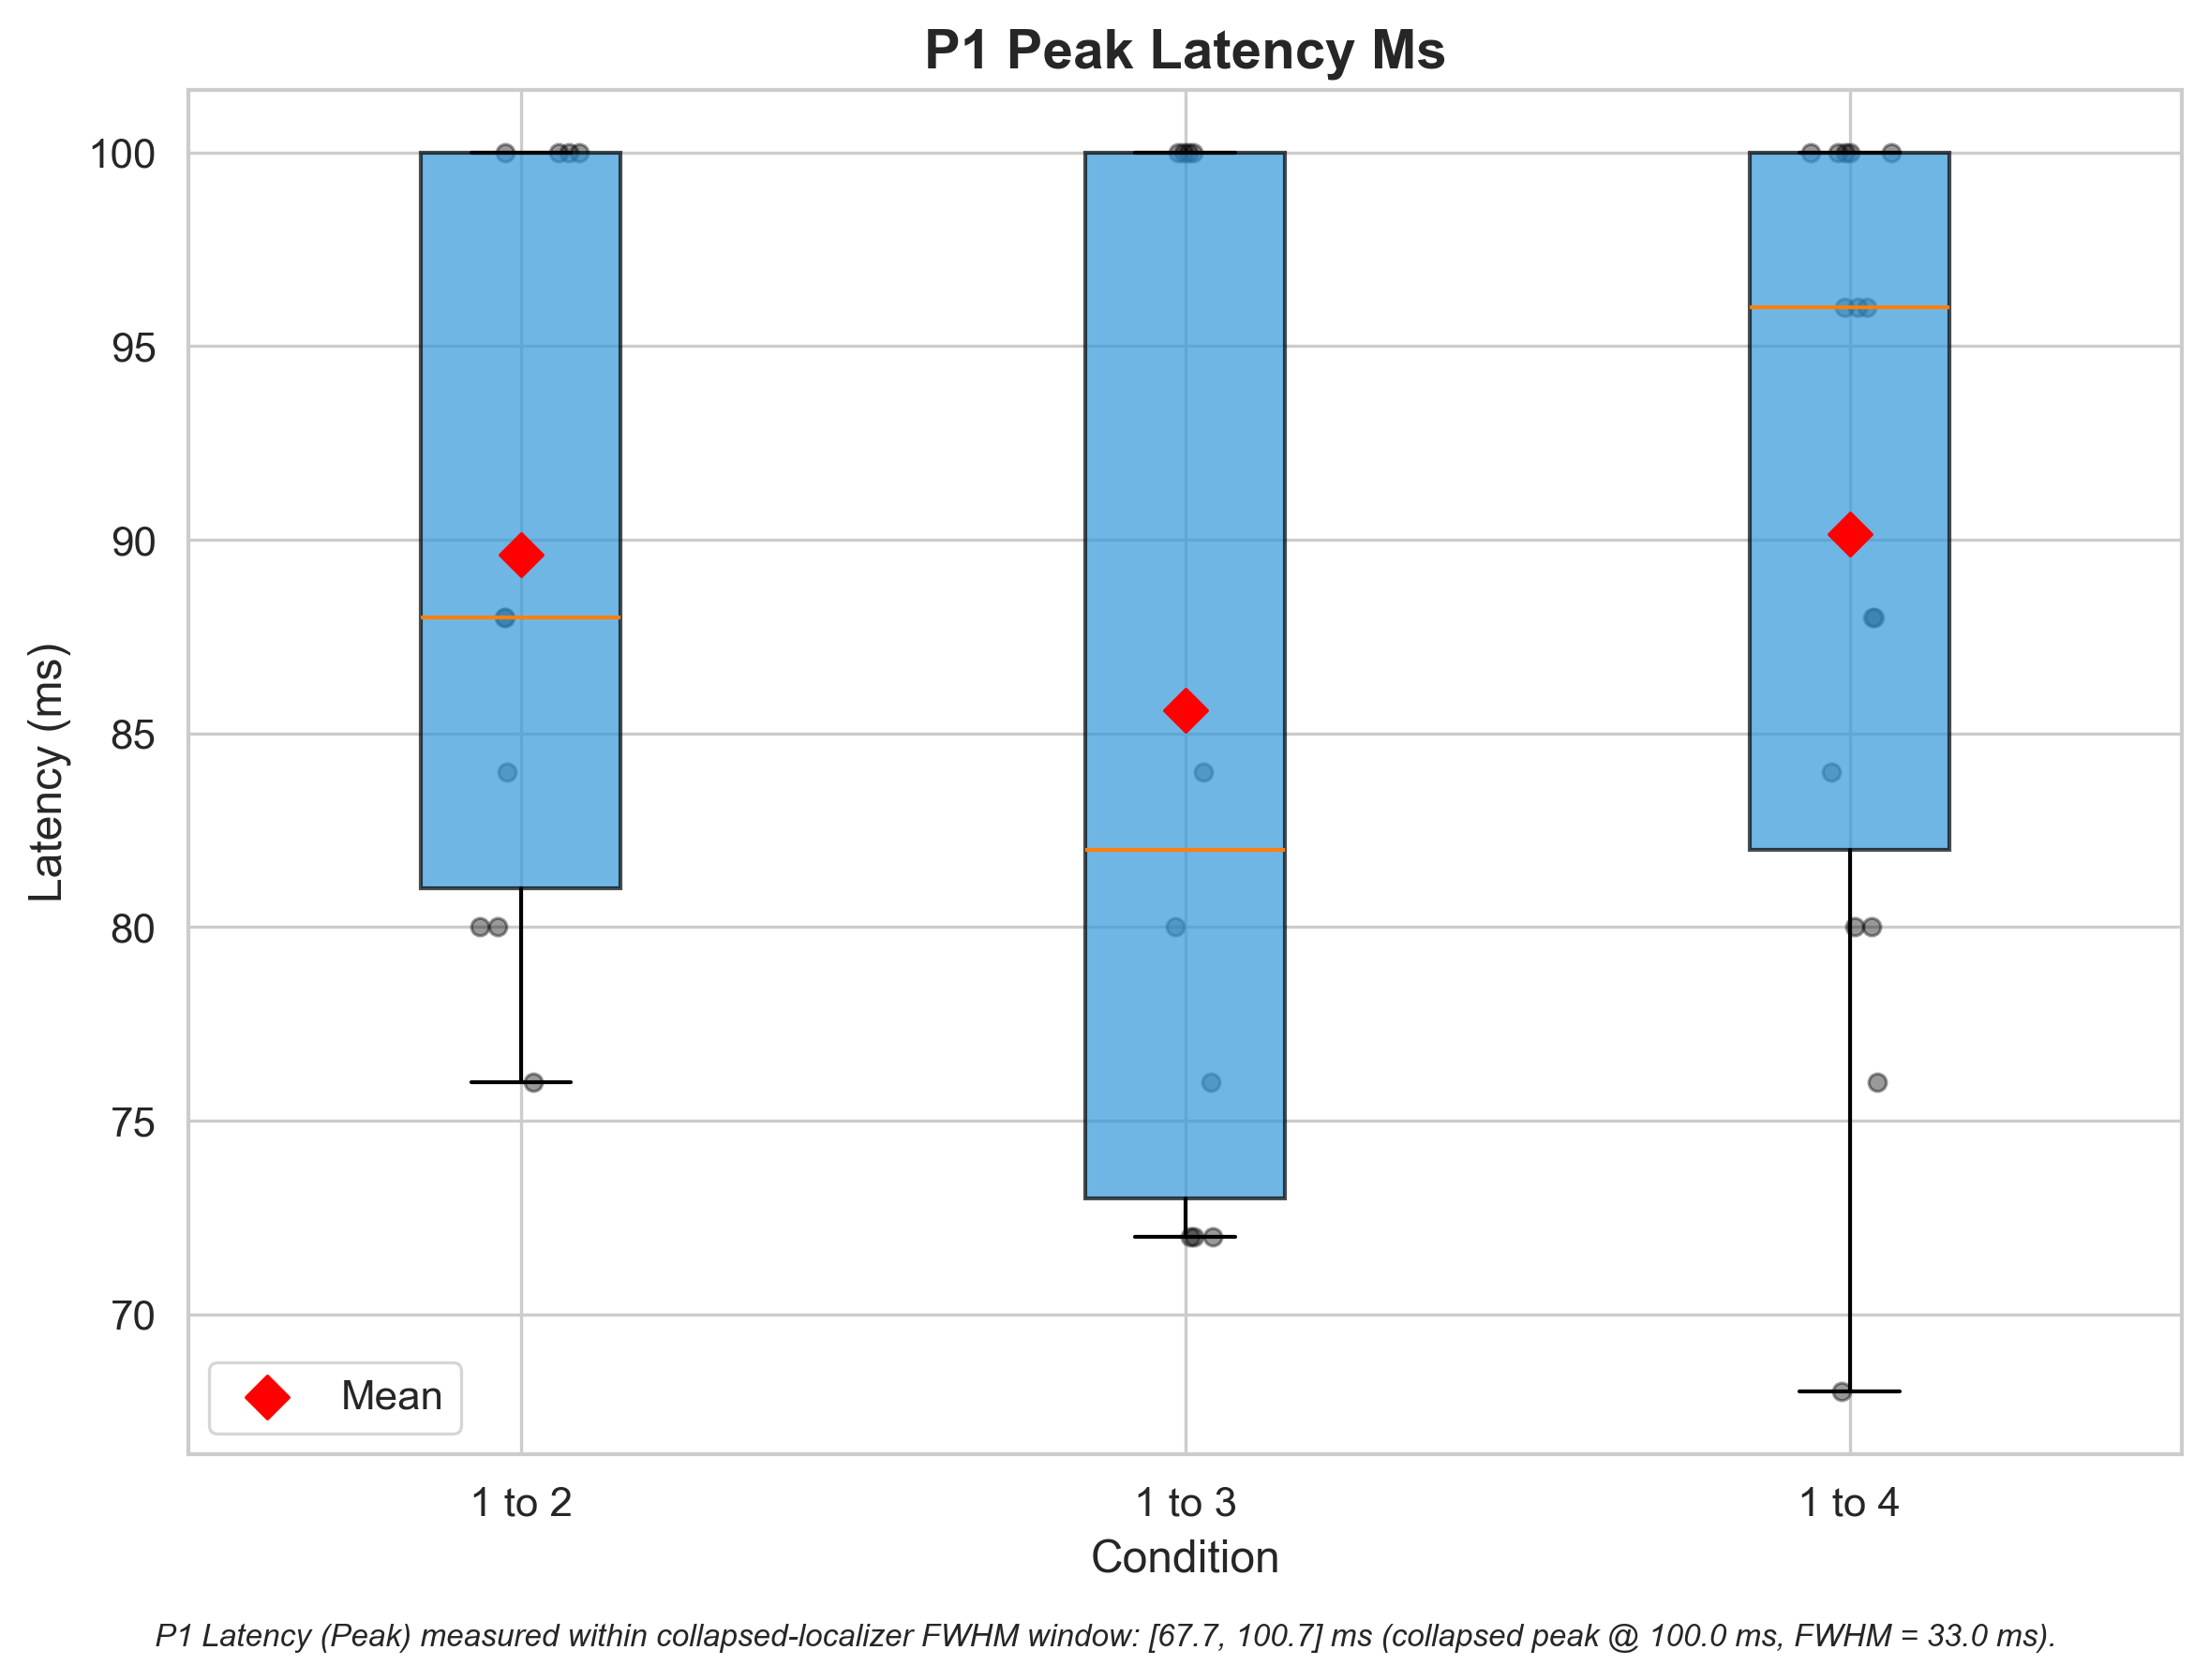 P1 Peak Latency Ms
Latency (ms)
100
95
90
85
80
75
70
Mean
1 to 2
1 to 3
1 to 4
Condition
P1 Latency (Peak) measured within collapsed-localizer FWHM window: [67.7, 100.7] ms (collapsed peak @ 100.0 ms, FWHM = 33.0 ms).